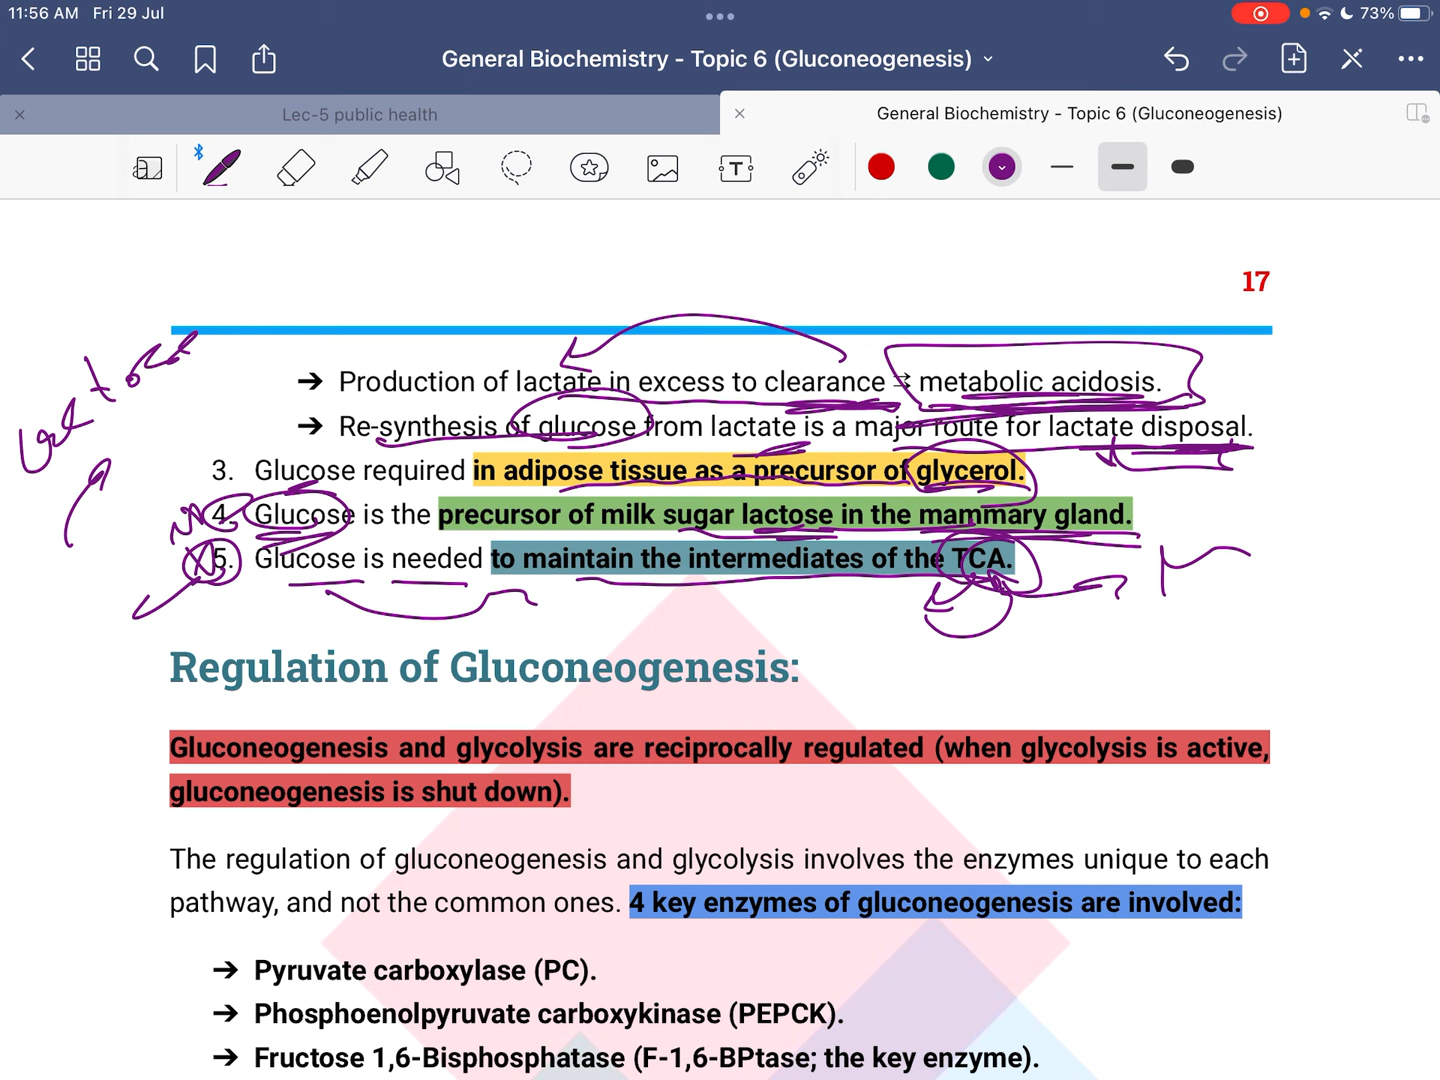 11:56 AM Fri 29 Jul
73%
General Biochemistry - Topic 6 (Gluconeogenesis)
Lec-5 public health
General Biochemistry - Topic 6 (Gluconeogenesis)
17
➔ Production of lactate in excess to clearance ⇉ metabolic acidosis.
➔ Re-synthesis of glucose from lactate is a major route for lactate disposal.
3. Glucose required in adipose tissue as a precursor of glycerol.
4. Glucose is the precursor of milk sugar lactose in the mammary gland.
5. Glucose is needed to maintain the intermediates of the TCA.
Regulation of Gluconeogenesis:
Gluconeogenesis and glycolysis are reciprocally regulated (when glycolysis is active,
gluconeogenesis is shut down).
The regulation of gluconeogenesis and glycolysis involves the enzymes unique to each
pathway, and not the common ones. 4 key enzymes of gluconeogenesis are involved:
➔ Pyruvate carboxylase (PC).
➔ Phosphoenolpyruvate carboxykinase (PEPCK).
➔ Fructose 1,6-Bisphosphatase (F-1,6-BPtase; the key enzyme).